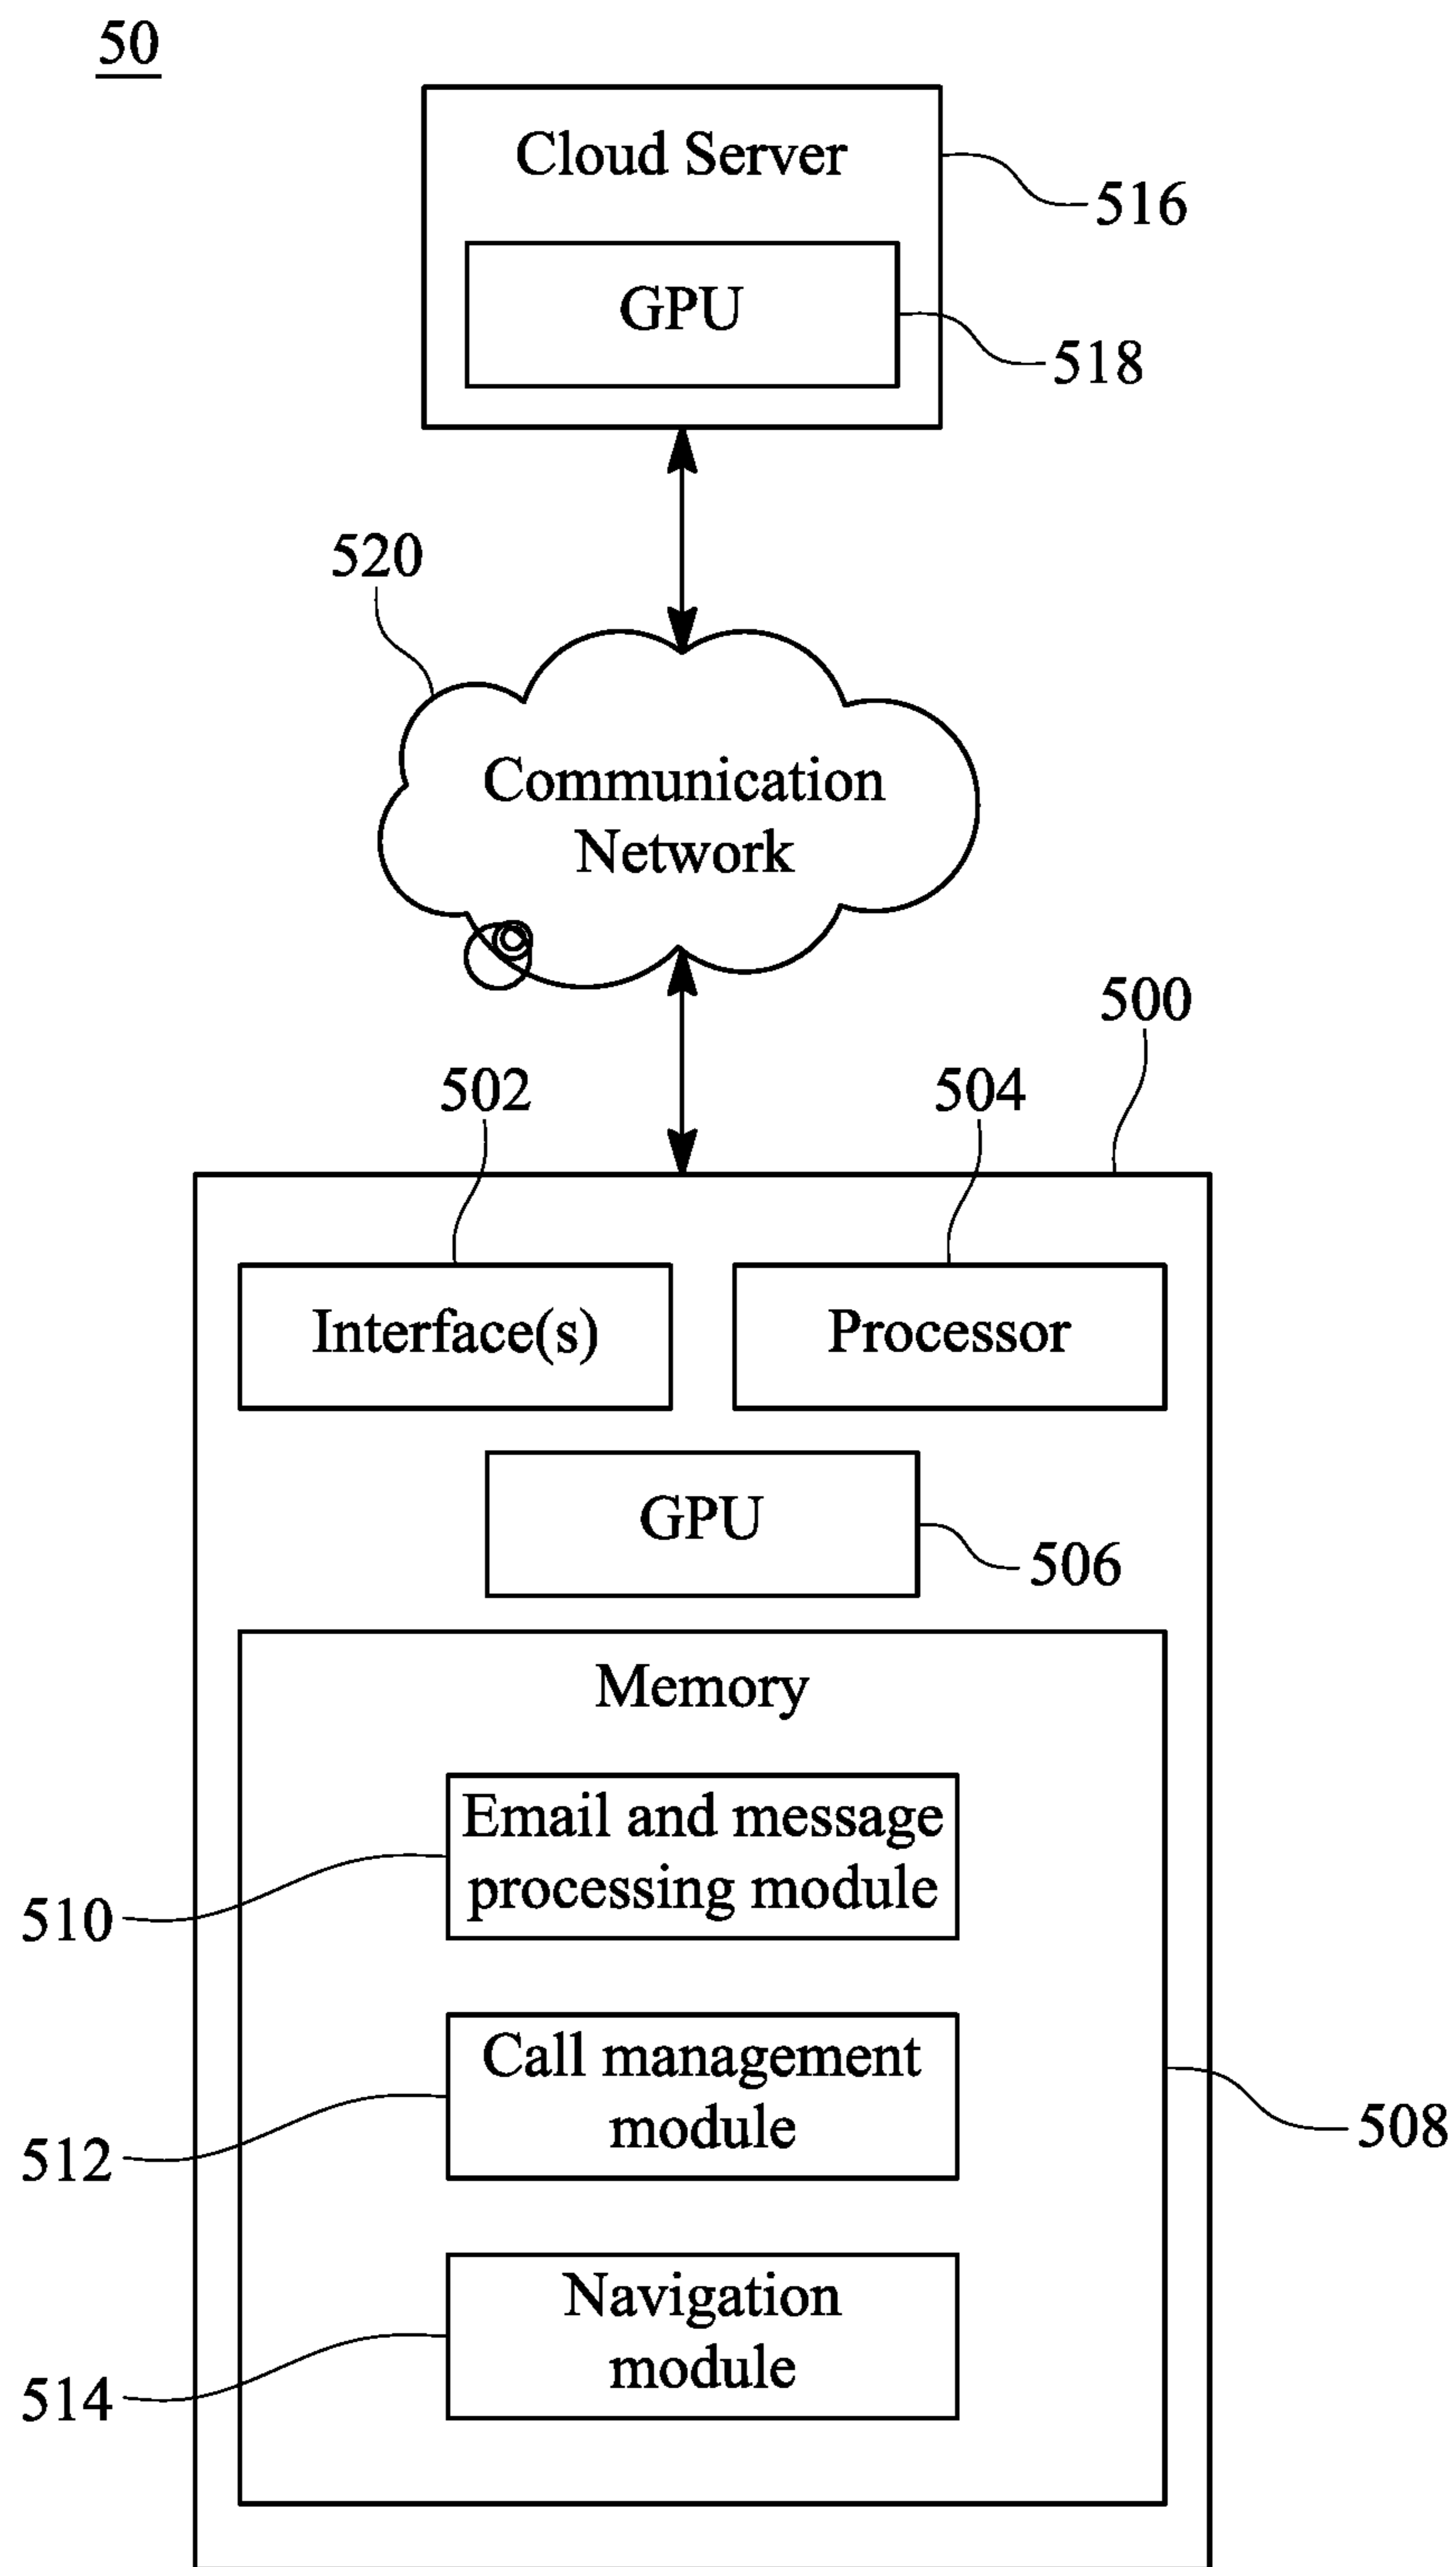 50
Cloud Server
516
GPU
518
520
Communication
Network
500
502
504
Interface(s)
Processor
GPU
506
Memory
Email and message
processing module
510
Call management
module
512
508
Navigation
module
514